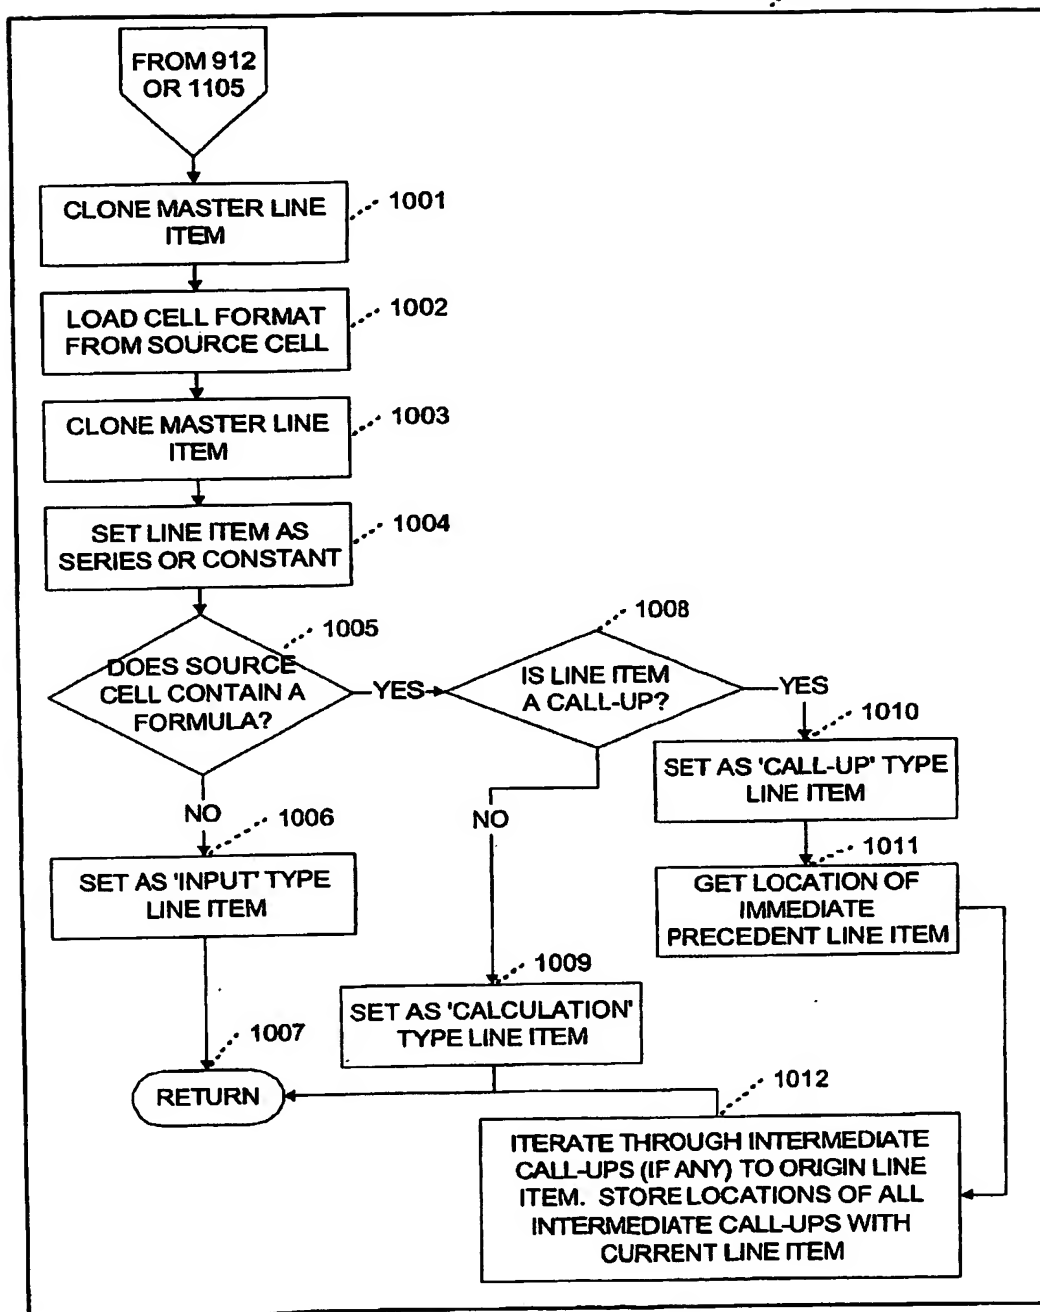 FROM 912
OR 1105
CLONE MASTER LINE
ITEM
1001
LOAD CELL FORMAT
FROM SOURCE CELL
1002
CLONE MASTER LINE
ITEM
1003
SET LINE ITEM AS
SERIES OR CONSTANT
1004
DOES SOURCE
CELL CONTAIN A
FORMULA?
1005
YES
IS LINE ITEM
A CALL-UP?
1008
YES
1010
SET AS 'CALL-UP' TYPE
LINE ITEM
NO
1006
SET AS 'INPUT' TYPE
LINE ITEM
NO
1011
GET LOCATION OF
IMMEDIATE
PRECEDENT LINE ITEM
1009
SET AS 'CALCULATION'
TYPE LINE ITEM
1007
RETURN
1012
ITERATE THROUGH INTERMEDIATE
CALL-UPS (IF ANY) TO ORIGIN LINE
ITEM. STORE LOCATIONS OF ALL
INTERMEDIATE CALL-UPS WITH
CURRENT LINE ITEM